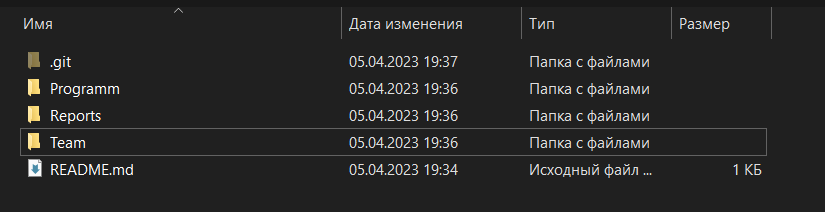 Имя Дата изменения Тип Размер
.git 05.04.2023 19:37 Папка с файлами
Programm 05.04.2023 19:36 Папка с файлами
Reports 05.04.2023 19:36 Папка с файлами
Team 05.04.2023 19:36 Папка с файлами
README.md 05.04.2023 19:34 Исходный файл ... 1 КБ